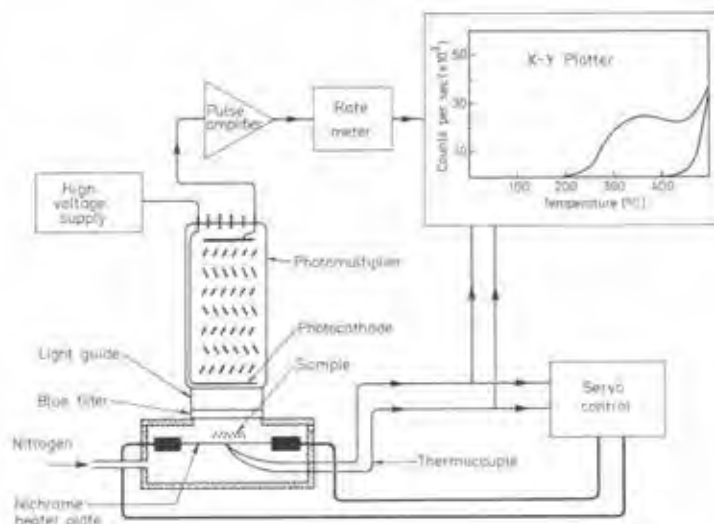 50
30
10
Counts per sec (×10³)
X-Y Plotter
100
200
300
400
Temperature (°C)
Pulse
amplifier
Rate
meter
High-
voltage
supply
Photomultiplier
Photocathode
Light guide
Sample
Blue filter
Servo
control
Nitrogen
Thermocouple
Nichrome
heater plate